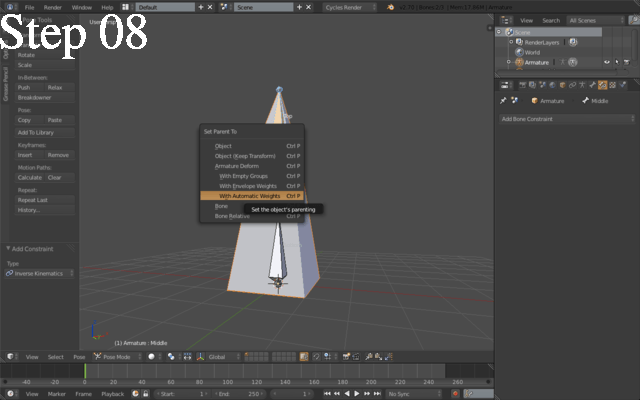 File Render Window Help Default Scene Cycles Render
Step 08
View Search All Scenes
Scene
RenderLayers
World
Armature
Tools
Rotate
Scale
In-Between:
Push Relax
Breakdowner
Pose:
Copy Paste
Add To Library
Keyframes:
Insert Remove
Motion Paths:
Calculate Clear
Repeat:
Repeat Last
History...
Grease Pencil
Add Constraint
Type
Inverse Kinematics
Set Parent To
Object Ctrl P
Object (Keep Transform) Ctrl P
Armature Deform Ctrl P
With Empty Groups Ctrl P
With Envelope Weights Ctrl P
With Automatic Weights Ctrl P
Bone
Set the object's parenting
Bone Relative Ctrl P
Armature Middle
Add Bone Constraint
(1) Armature : Middle
View Select Pose Pose Mode Global
-40 -20 0 20 40 60 80 100 120 140 160 180 200 220 240 260
View Marker Frame Playback Start: 1 End: 250 1 No Sync